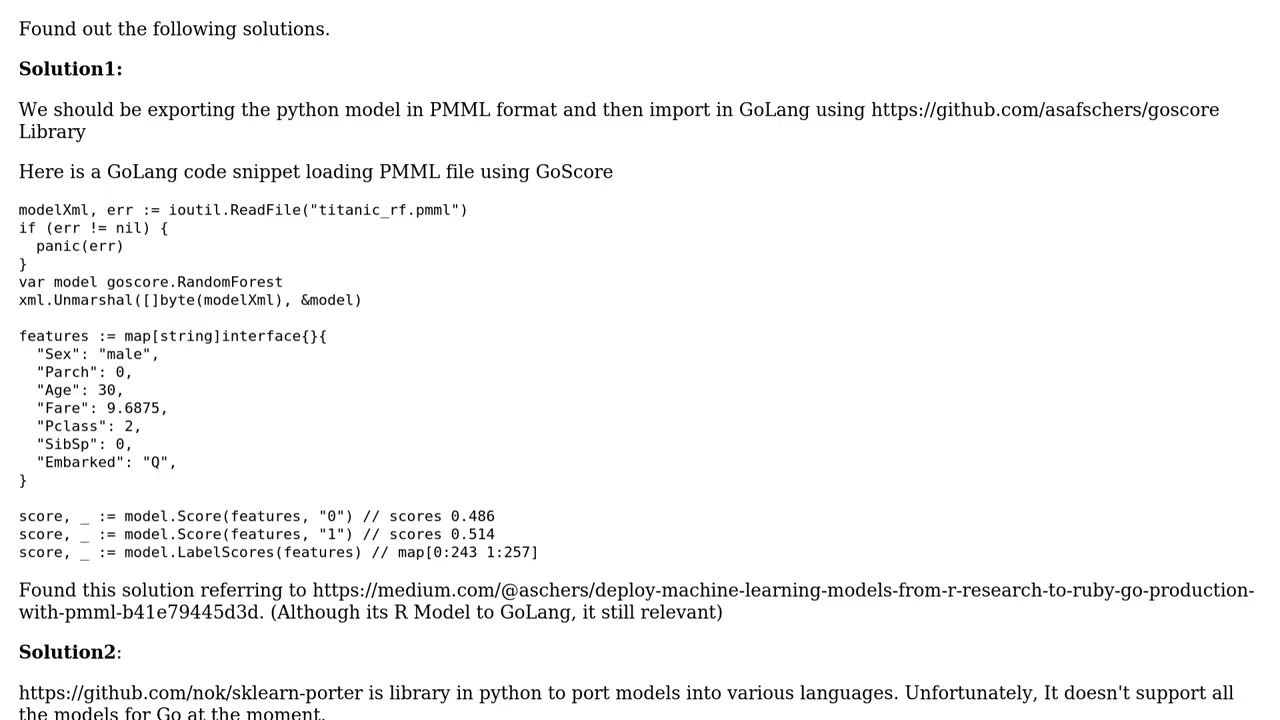 Found out the following solutions.
Solution1:
We should be exporting the python model in PMML format and then import in GoLang using https://github.com/asafschers/goscore
Library
Here is a GoLang code snippet loading PMML file using GoScore
modelXml, err := ioutil.ReadFile("titanic_rf.pmml")
if (err != nil) {
  panic(err)
}
var model goscore.RandomForest
xml.Unmarshal([]byte(modelXml), &model)
features := map[string]interface{}{
  "Sex": "male",
  "Parch": 0,
  "Age": 30,
  "Fare": 9.6875,
  "Pclass": 2,
  "SibSp": 0,
  "Embarked": "Q",
}
score, _ := model.Score(features, "0") // scores 0.486
score, _ := model.Score(features, "1") // scores 0.514
score, _ := model.LabelScores(features) // map[0:243 1:257]
Found this solution referring to https://medium.com/@aschers/deploy-machine-learning-models-from-r-research-to-ruby-go-production-
with-pmml-b41e79445d3d. (Although its R Model to GoLang, it still relevant)
Solution2:
https://github.com/nok/sklearn-porter is library in python to port models into various languages. Unfortunately, It doesn't support all
the models for Go at the moment.